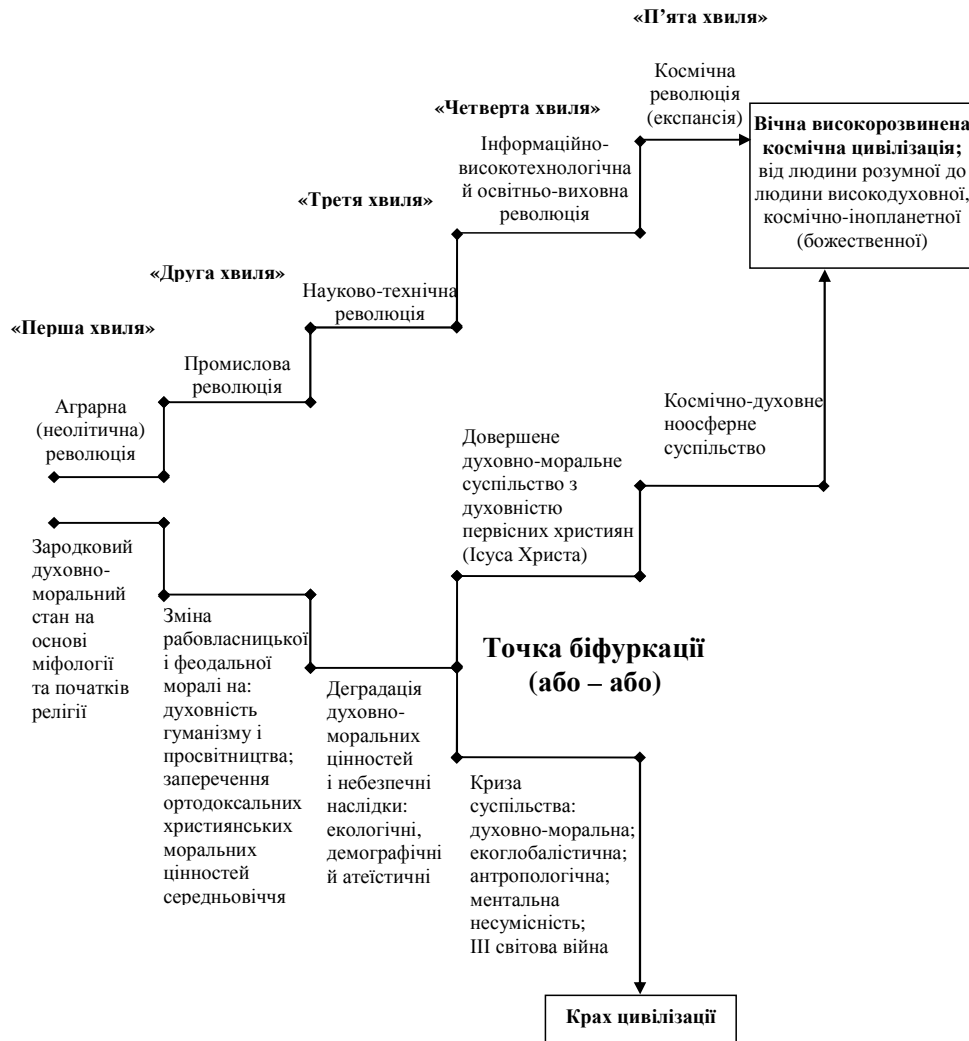 «П’ята хвиля»
Космічна
революція
(експансія)
«Четверта хвиля»
Інформаційно-
високотехнологічна
й освітньо-виховна
революція
Вічна високорозвинена
космічна цивілізація;
від людини розумної до
людини високодуховної,
космічно-інопланетної
(божественної)
«Третя хвиля»
Науково-технічна
революція
«Друга хвиля»
Промислова
революція
«Перша хвиля»
Аграрна
(неолітична)
революція
Космічно-духовне
ноосферне
суспільство
Довершене
духовно-моральне
суспільство з
духовністю
первісних християн
(Ісуса Христа)
Зародковий
духовно-
моральний
стан на
основі
міфології
та початків
релігії
Зміна
рабовласницької
і феодальної
моралі на:
духовність
гуманізму і
просвітництва;
заперечення
ортодоксальних
християнських
моральних
цінностей
середньовіччя
Точка біфуркації
(або – або)
Деградація
духовно-
моральних
цінностей
і небезпечні
наслідки:
екологічні,
демографічні
й атеїстичні
Криза
суспільства:
духовно-моральна;
екоглобалістична;
антропологічна;
ментальна
несумісність;
ІІІ світова війна
Крах цивілізації